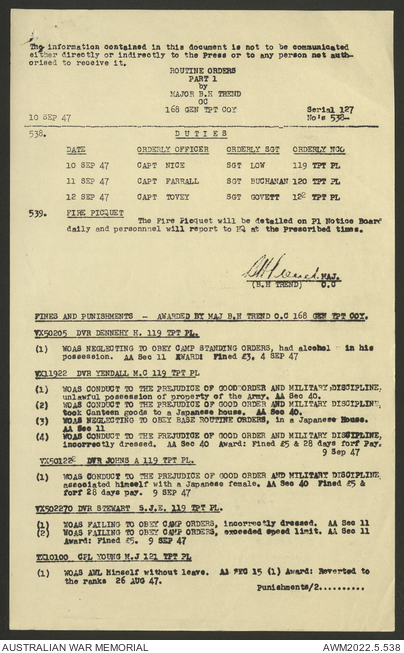 The information contained in this document is not to be communicated
either directly or indirectly to the Press or to any person not auth-
orised to receive it.
ROUTINE ORDERS
PART 1
by
MAJOR B.H TREND
OC
168 GEN TPT COY
Serial 127
10 SEP 47
No's 538-
538.
DUTIES
DATE ORDERLY OFFICER ORDERLY SGT ORDERLY NCO
10 SEP 47 CAPT NICE SGT LOW 119 TPT PL
11 SEP 47 CAPT FARRALL SGT BUCHANAN 120 TPT PL
12 SEP 47 CAPT TOVEY SGT GOVETT 122 TPT PL
539. FIRE PICQUET
The Fire Picquet will be detailed on Pl Notice Board
daily and personnel will report to HQ at the Prescribed times.
MAJ.
(B.H TREND) O.C
FINES AND PUNISHMENTS - AWARDED BY MAJ B.H TREND O.C 168 GEN TPT COY.
VX50205 DVR DENNEHY H. 119 TPT PL.
(1) WOAS NEGLECTING TO OBEY CAMP STANDING ORDERS, had alcohol in his
possession. AA Sec 11 AWARD: Fined £3. 4 SEP 47
DVR YENDALL M.C 119 TPT PL
(1) WOAS CONDUCT TO THE PREJUDICE OF GOOD ORDER AND MILITARY DISCIPLINE,
unlawful possession of property of the Army. AA Sec 40.
(2) WOAS CONDUCT TO THE PREJUDICE OF GOOD ORDER AND MILITARY DISCIPLINE,
took Canteen goods to a Japanese house. AA Sec 40.
(3) WOAS NEGLECTING TO OBEY BASE ROUTINE ORDERS, in a Japanese House.
AA Sec 11
(4) WOAS CONDUCT TO THE PREJUDICE OF GOOD ORDER AND MILITARY DISCIPLINE,
incorrectly dressed. AA Sec 40 Award: Fined £5 & 28 days forf Pay.
9 Sep 47
DVR JOHNS A 119 TPT PL.
(1) WOAS CONDUCT TO THE PREJUDICE OF GOOD ORDER AND MILITARY DISCIPLINE,
associated himself with a Japanese female. AA Sec 40 Fined £5 &
forf 28 days pay. 9 SEP 47
VX502270 DVR STEWART S.J.E. 119 TPT PL.
(1) WOAS FAILING TO OBEY CAMP ORDERS, incorrectly dressed. AA Sec 11
(2) WOAS FAILING TO OBEY CAMP ORDERS, exceeded speed limit. AA Sec 11
Award: Fined £5. 9 SEP 47
CPL YOUNG M.J 121 TPT PL
(1) WOAS AWL Himself without leave. AA SEC 15 (1) Award: Reverted to
the ranks 26 AUG 47.
Punishments/2..........
AUSTRALIAN WAR MEMORIAL
AWM2022.5.538